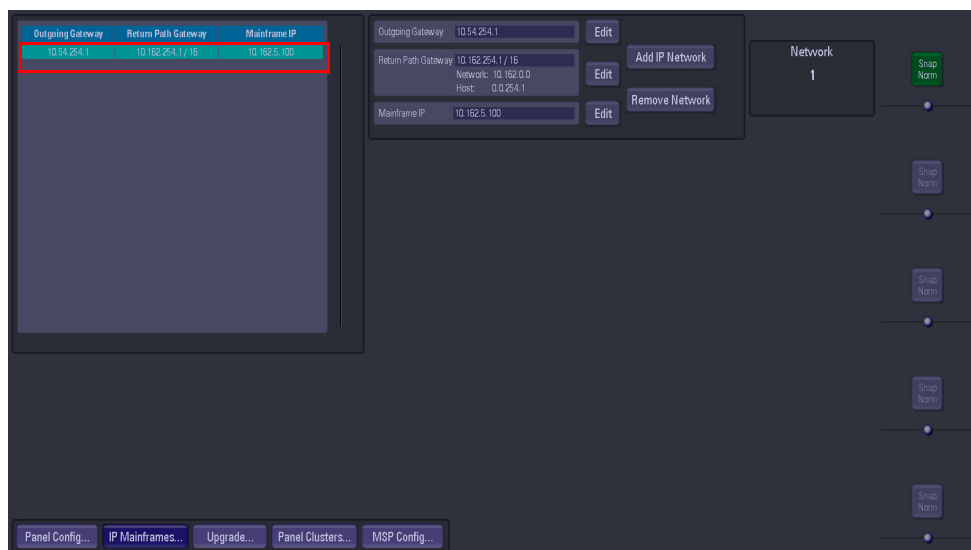 Outgoing Gateway Return Path Gateway Mainframe IP
10.54.254.1 10.162.254.1 / 16 10.162.5.100
Outgoing Gateway 10.54.254.1 Edit
Return Path Gateway 10.162.254.1 / 16
Network: 10.162.0.0 Edit
Host: 0.0.254.1
Mainframe IP 10.162.5.100 Edit
Add IP Network
Remove Network
Network
1
Snap
Norm
Snap
Norm
Snap
Norm
Snap
Norm
Snap
Norm
Panel Config... IP Mainframes... Upgrade... Panel Clusters... MSP Config...